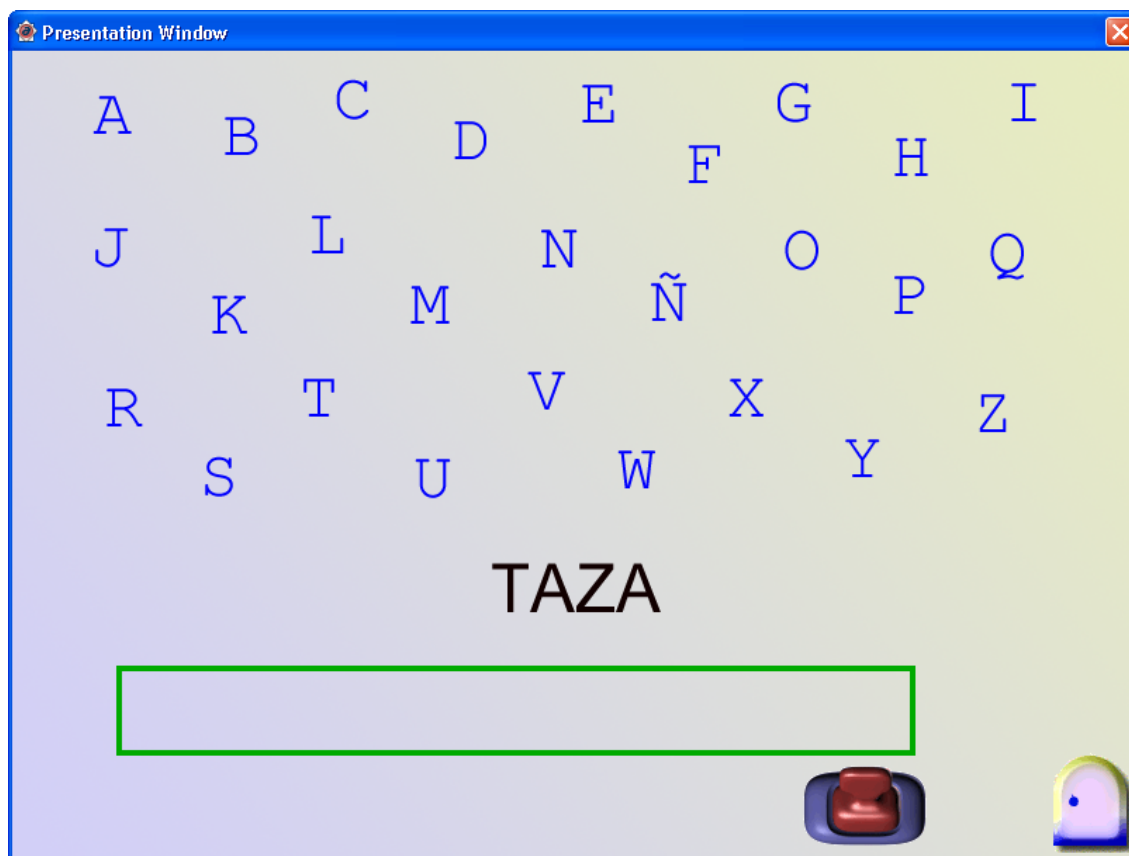 Presentation Window
A B C D E F G H I
J K L M N Ñ O P Q
R S T U V W X Y Z
TAZA